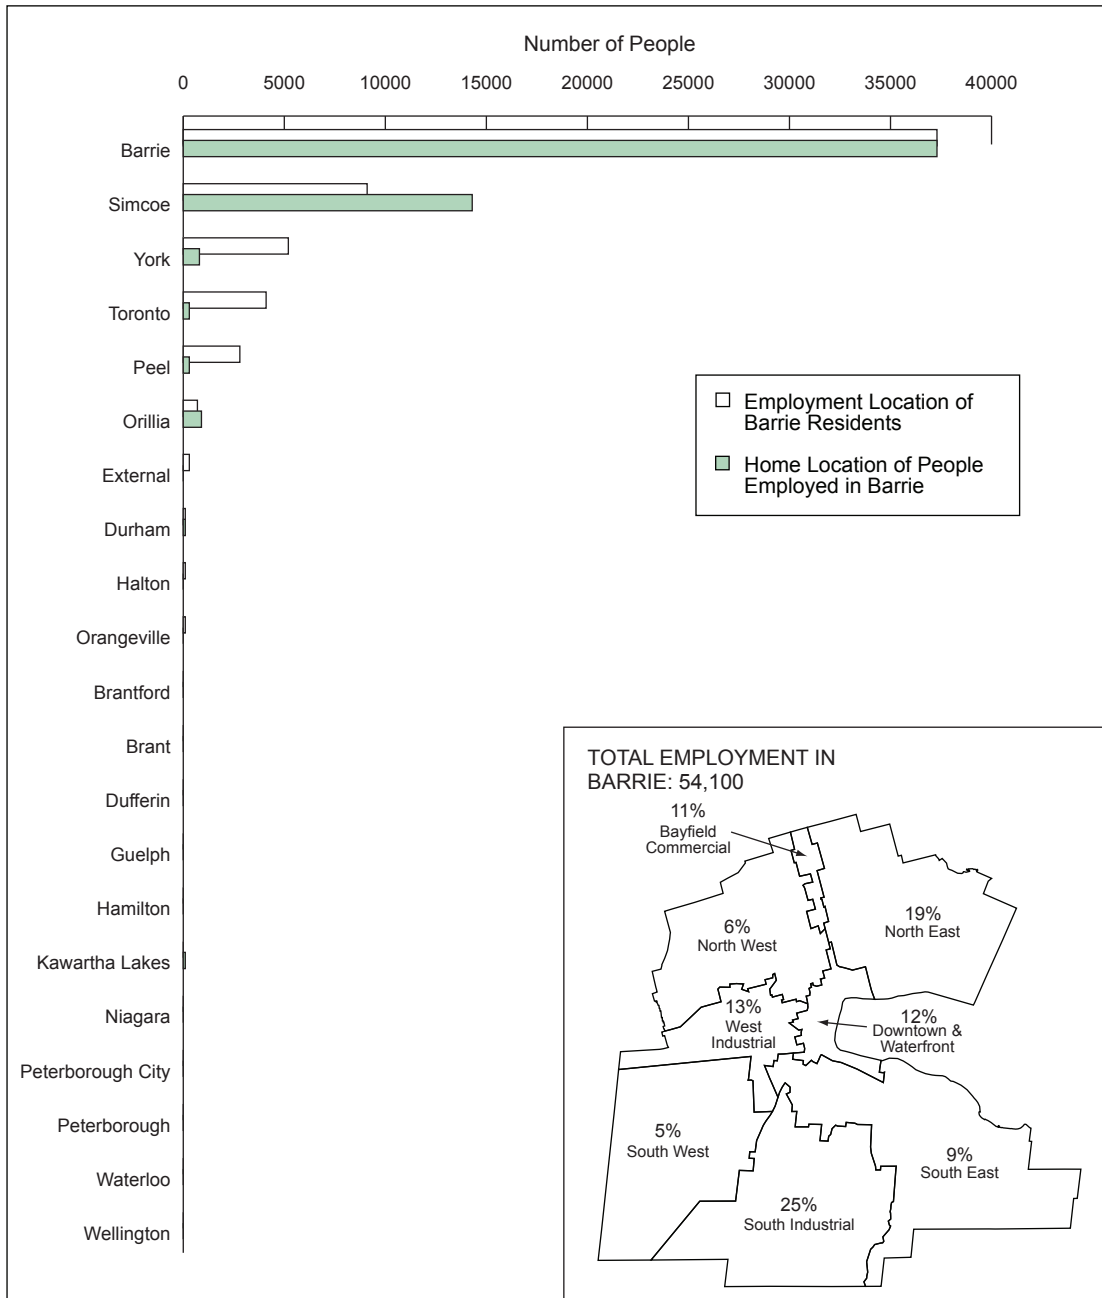 Number of People
0 5000 10000 15000 20000 25000 30000 35000 40000
Barrie
Simcoe
York
Toronto
Peel
Orillia
External
Durham
Halton
Orangeville
Brantford
Brant
Dufferin
Guelph
Hamilton
Kawartha Lakes
Niagara
Peterborough City
Peterborough
Waterloo
Wellington
Employment Location of
Barrie Residents
Home Location of People
Employed in Barrie
TOTAL EMPLOYMENT IN
BARRIE: 54,100
11%
Bayfield
Commercial
19%
North East
6%
North West
13%
West
Industrial
12%
Downtown &
Waterfront
5%
South West
9%
South East
25%
South Industrial